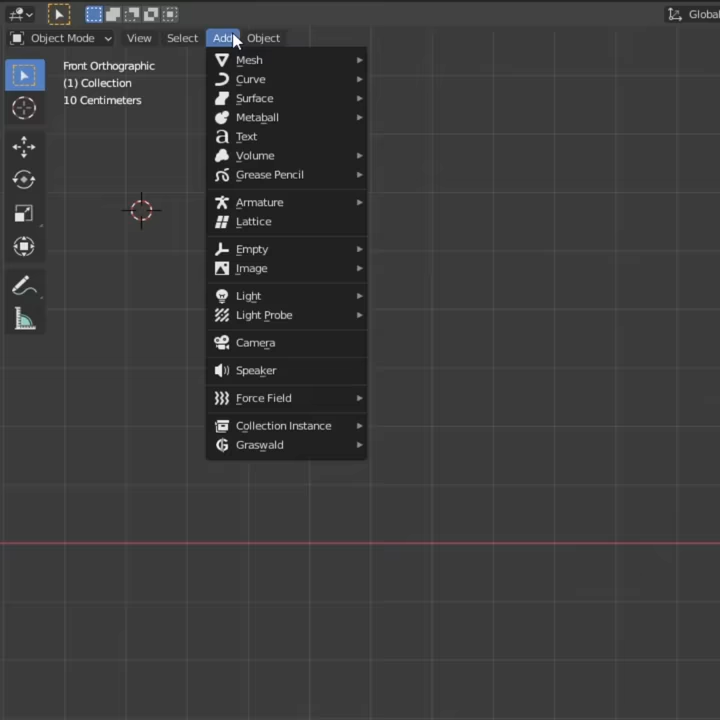 Global
Object Mode View Select Add Object
Front Orthographic
(1) Collection
10 Centimeters
Mesh
Curve
Surface
Metaball
Text
Volume
Grease Pencil
Armature
Lattice
Empty
Image
Light
Light Probe
Camera
Speaker
Force Field
Collection Instance
Graswald